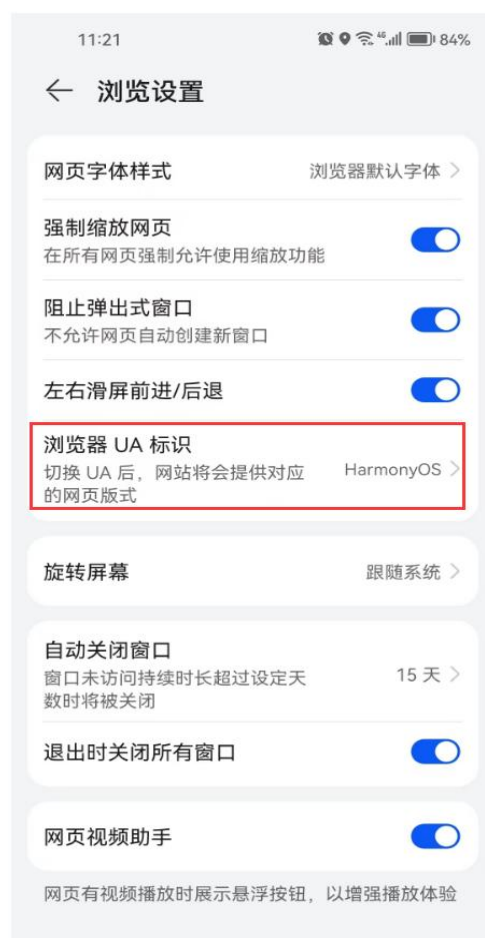 11:21 84%
浏览设置
网页字体样式 浏览器默认字体
强制缩放网页
在所有网页强制允许使用缩放功能
阻止弹出式窗口
不允许网页自动创建新窗口
左右滑屏前进/后退
浏览器 UA 标识
切换 UA 后，网站将会提供对应 HarmonyOS
的网页版式
旋转屏幕 跟随系统
自动关闭窗口
窗口未访问持续时长超过设定天 15 天
数时将被关闭
退出时关闭所有窗口
网页视频助手
网页有视频播放时展示悬浮按钮，以增强播放体验